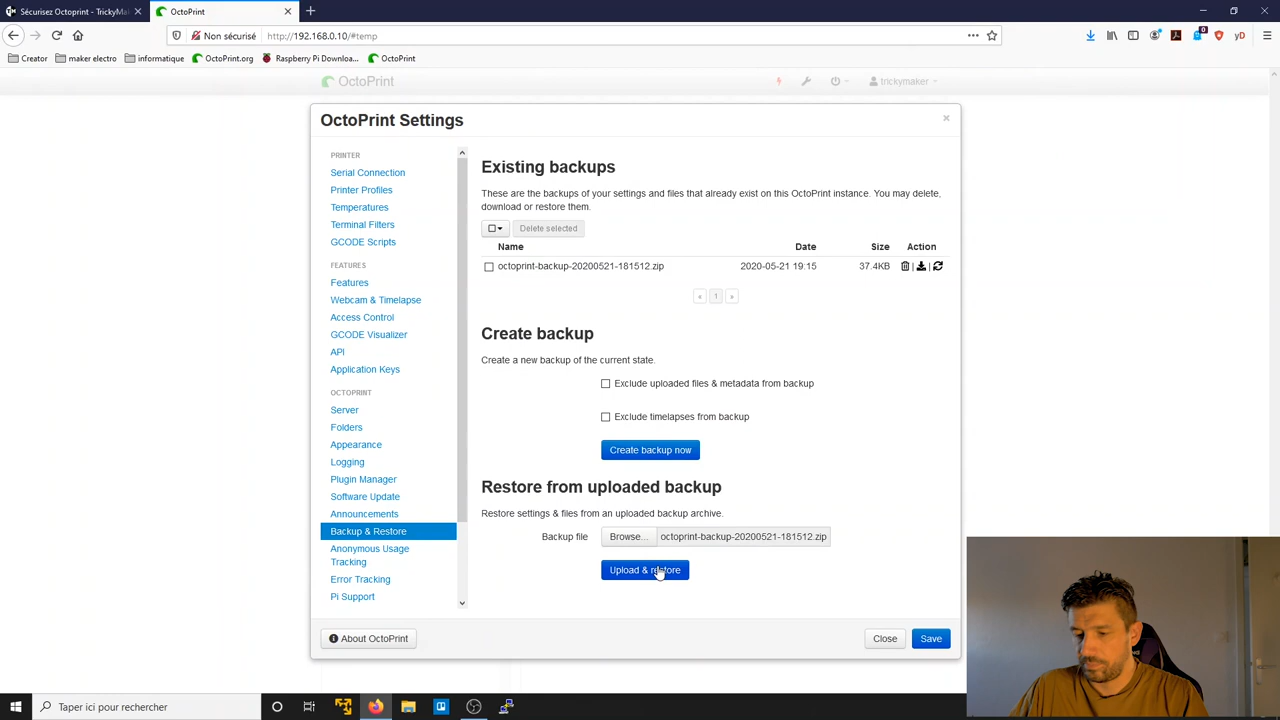 Sécurisez Octoprint - TrickyMa
OctoPrint
Non sécurisé
http://192.168.0.10/#temp
0
yD
Creator
maker electro
informatique
OctoPrint.org
Raspberry Pi Downloa...
OctoPrint
OctoPrint
trickymaker
OctoPrint Settings
PRINTER
Serial Connection
Printer Profiles
Temperatures
Terminal Filters
GCODE Scripts
FEATURES
Features
Webcam & Timelapse
Access Control
GCODE Visualizer
API
Application Keys
OCTOPRINT
Server
Folders
Appearance
Logging
Plugin Manager
Software Update
Announcements
Backup & Restore
Anonymous Usage
Tracking
Error Tracking
Pi Support
Existing backups
These are the backups of your settings and files that already exist on this OctoPrint instance. You may delete,
download or restore them.
Delete selected
Name Date Size Action
octoprint-backup-20200521-181512.zip 2020-05-21 19:15 37.4KB | |
« 1 »
Create backup
Create a new backup of the current state.
Exclude uploaded files & metadata from backup
Exclude timelapses from backup
Create backup now
Restore from uploaded backup
Restore settings & files from an uploaded backup archive.
Backup file Browse... octoprint-backup-20200521-181512.zip
Upload & restore
About OctoPrint
Close
Save
Taper ici pour rechercher